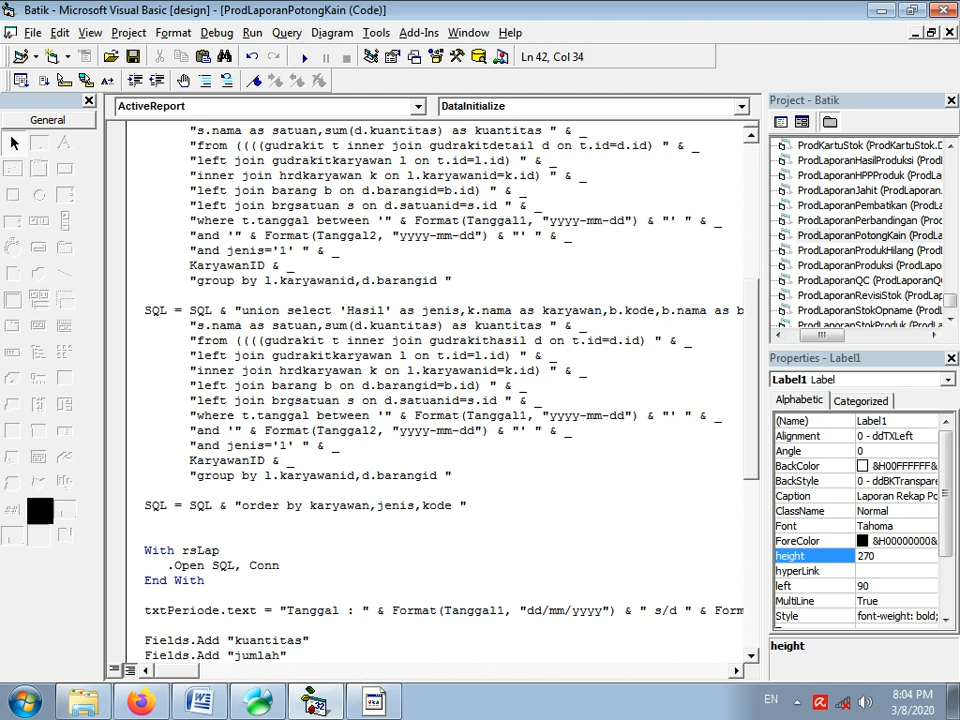 Batik - Microsoft Visual Basic [design] - [ProdLaporanPotongKain (Code)]
File Edit View Project Format Debug Run Query Diagram Tools Add-Ins Window Help
Ln 42, Col 34
General
ActiveReport
DataInitialize
"s.nama as satuan,sum(d.kuantitas) as kuantitas " & _
"from ((((gudrakit t inner join gudrakitdetail d on t.id=d.id) " & _
"left join gudrakitkaryawan l on t.id=l.id) " & _
"inner join hrdkaryawan k on l.karyawanid=k.id) " & _
"left join barang b on d.barangid=b.id) " & _
"left join brgsatuan s on d.satuanid=s.id " & _
"where t.tanggal between '" & Format(Tanggal1, "yyyy-mm-dd") & "' " & _
"and '" & Format(Tanggal2, "yyyy-mm-dd") & "' " & _
"and jenis='1' " & _
KaryawanID & _
"group by l.karyawanid,d.barangid "
SQL = SQL & "union select 'Hasil' as jenis,k.nama as karyawan,b.kode,b.nama as b
"s.nama as satuan,sum(d.kuantitas) as kuantitas " & _
"from ((((gudrakit t inner join gudrakithasil d on t.id=d.id) " & _
"left join gudrakitkaryawan l on t.id=l.id) " & _
"inner join hrdkaryawan k on l.karyawanid=k.id) " & _
"left join barang b on d.barangid=b.id) " & _
"left join brgsatuan s on d.satuanid=s.id " & _
"where t.tanggal between '" & Format(Tanggal1, "yyyy-mm-dd") & "' " & _
"and '" & Format(Tanggal2, "yyyy-mm-dd") & "' " & _
"and jenis='1' " & _
KaryawanID & _
"group by l.karyawanid,d.barangid "
SQL = SQL & "order by karyawan,jenis,kode "
With rsLap
.Open SQL, Conn
End With
txtPeriode.text = "Tanggal : " & Format(Tanggal1, "dd/mm/yyyy") & " s/d " & Form
Fields.Add "kuantitas"
Fields.Add "jumlah"
Project - Batik
ProdKartuStok (ProdKartuStok.D
ProdLaporanHasilProduksi (Prod
ProdLaporanHPPProduk (ProdLa
ProdLaporanJahit (ProdLaporan.
ProdLaporanPembatikan (ProdL
ProdLaporanPerbandingan (Prod
ProdLaporanPotongKain (ProdLa
ProdLaporanProdukHilang (Prod
ProdLaporanProduksi (ProdLapo
ProdLaporanQC (ProdLaporanQ
ProdLaporanRevisiStok (ProdLap
ProdLaporanStokOpname (Prod
ProdLaporanStokProduk (ProdLa
Properties - Label1
Label1 Label
Alphabetic Categorized
(Name) Label1
Alignment 0 - ddTXLeft
Angle 0
BackColor &H00FFFFFF&
BackStyle 0 - ddBKTranspare
Caption Laporan Rekap Po
ClassName Normal
Font Tahoma
ForeColor &H00000000&
height 270
hyperLink
left 90
MultiLine True
Style font-weight: bold;
height
EN
8:04 PM
3/8/2020